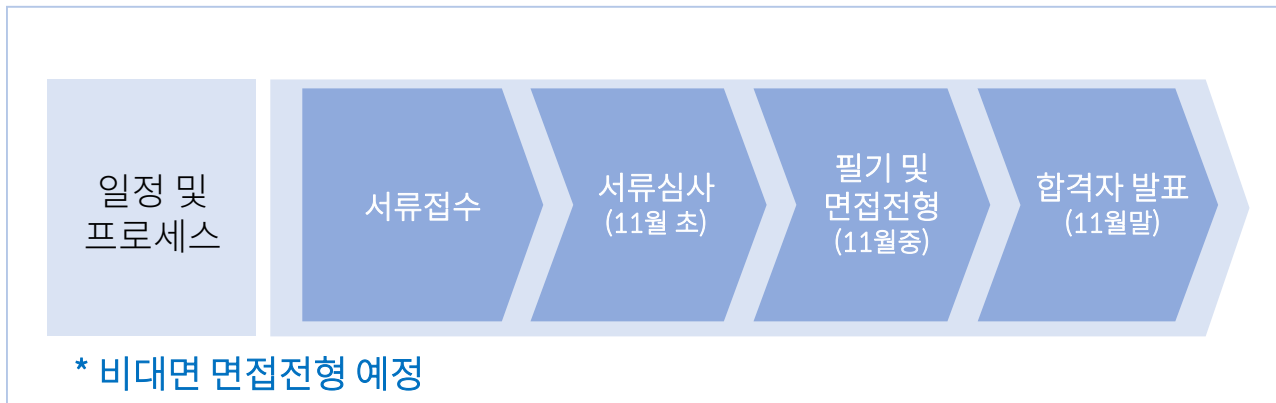 일정 및
프로세스
서류접수
서류심사
(11월 초)
필기 및
면접전형
(11월중)
합격자 발표
(11월말)
* 비대면 면접전형 예정